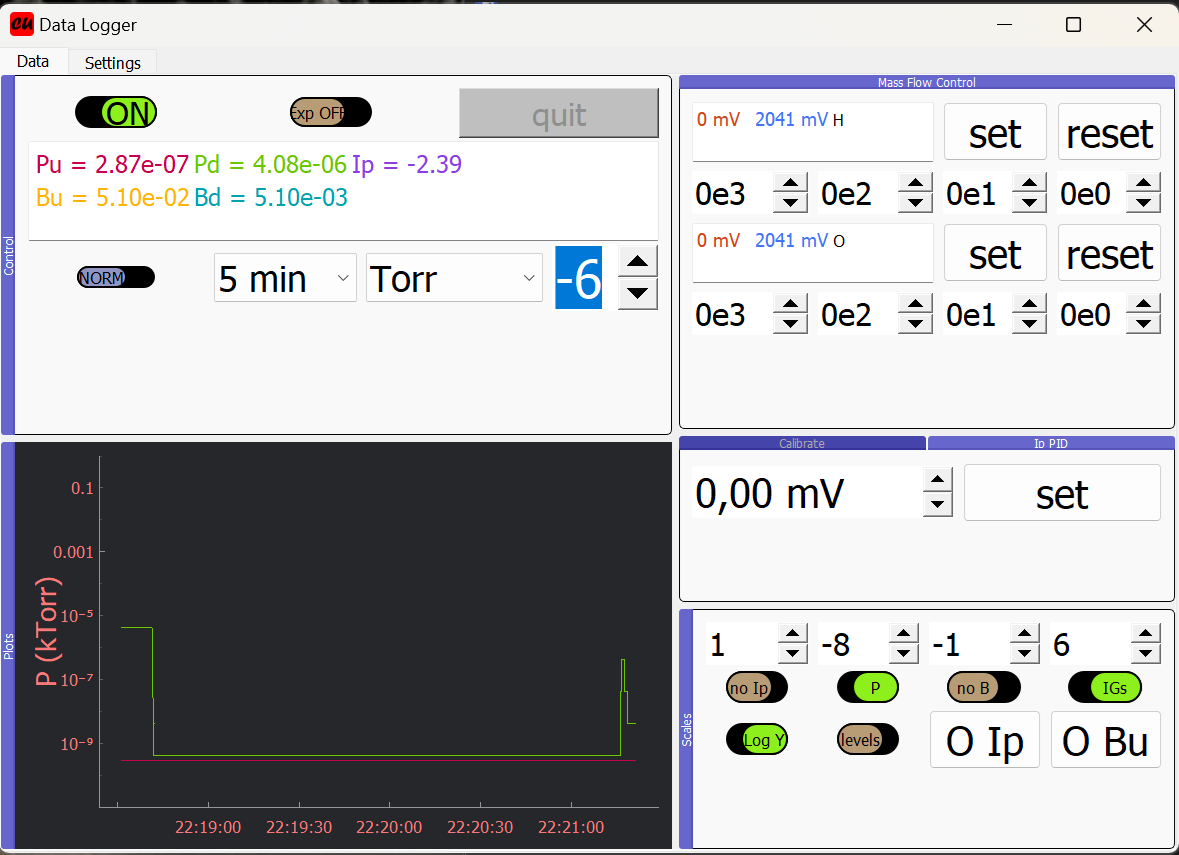 cu Data Logger
Data Settings
Control
ON Exp OFF quit
Pu = 2.87e-07 Pd = 4.08e-06 Ip = -2.39
Bu = 5.10e-02 Bd = 5.10e-03
NORM 5 min Torr -6
Mass Flow Control
0 mV 2041 mV H set reset
0e3 0e2 0e1 0e0
0 mV 2041 mV O set reset
0e3 0e2 0e1 0e0
Plots
P (kTorr)
0.1
0.001
10⁻⁵
10⁻⁷
10⁻⁹
22:19:00 22:19:30 22:20:00 22:20:30 22:21:00
Calibrate Ip PID
0,00 mV set
Scales
1 -8 -1 6
no Ip P no B IGs
Log Y levels O Ip O Bu